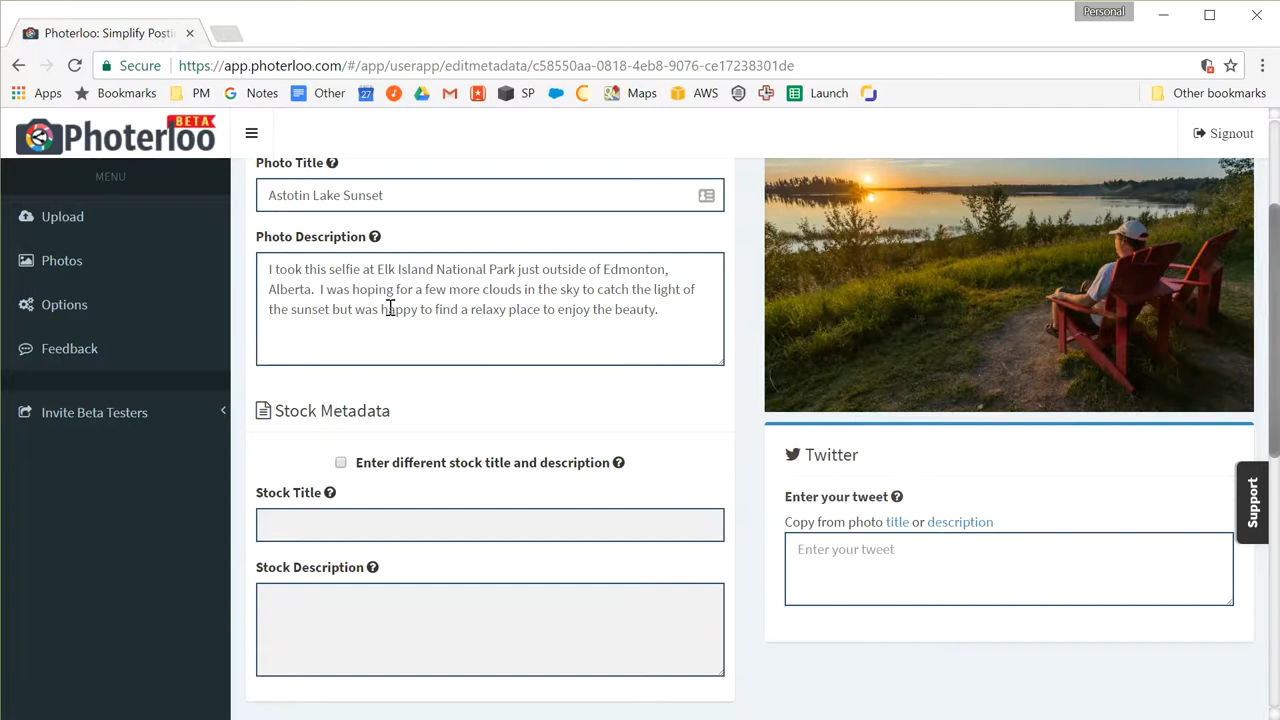 Personal
Photerloo: Simplify Posti
Secure
https://app.photerloo.com/#/app/userapp/editmetadata/c58550aa-0818-4eb8-9076-ce17238301de
Apps
Bookmarks
PM
Notes
Other
27
Gmail
SP
Maps
AWS
Launch
Other bookmarks
Photerloo
BETA
Signout
MENU
Upload
Photos
Options
Feedback
Invite Beta Testers
Photo Title
Astotin Lake Sunset
Photo Description
I took this selfie at Elk Island National Park just outside of Edmonton,
Alberta.  I was hoping for a few more clouds in the sky to catch the light of
the sunset but was happy to find a relaxy place to enjoy the beauty.
Stock Metadata
Enter different stock title and description
Stock Title
Stock Description
Twitter
Enter your tweet
Copy from photo title or description
Enter your tweet
Support